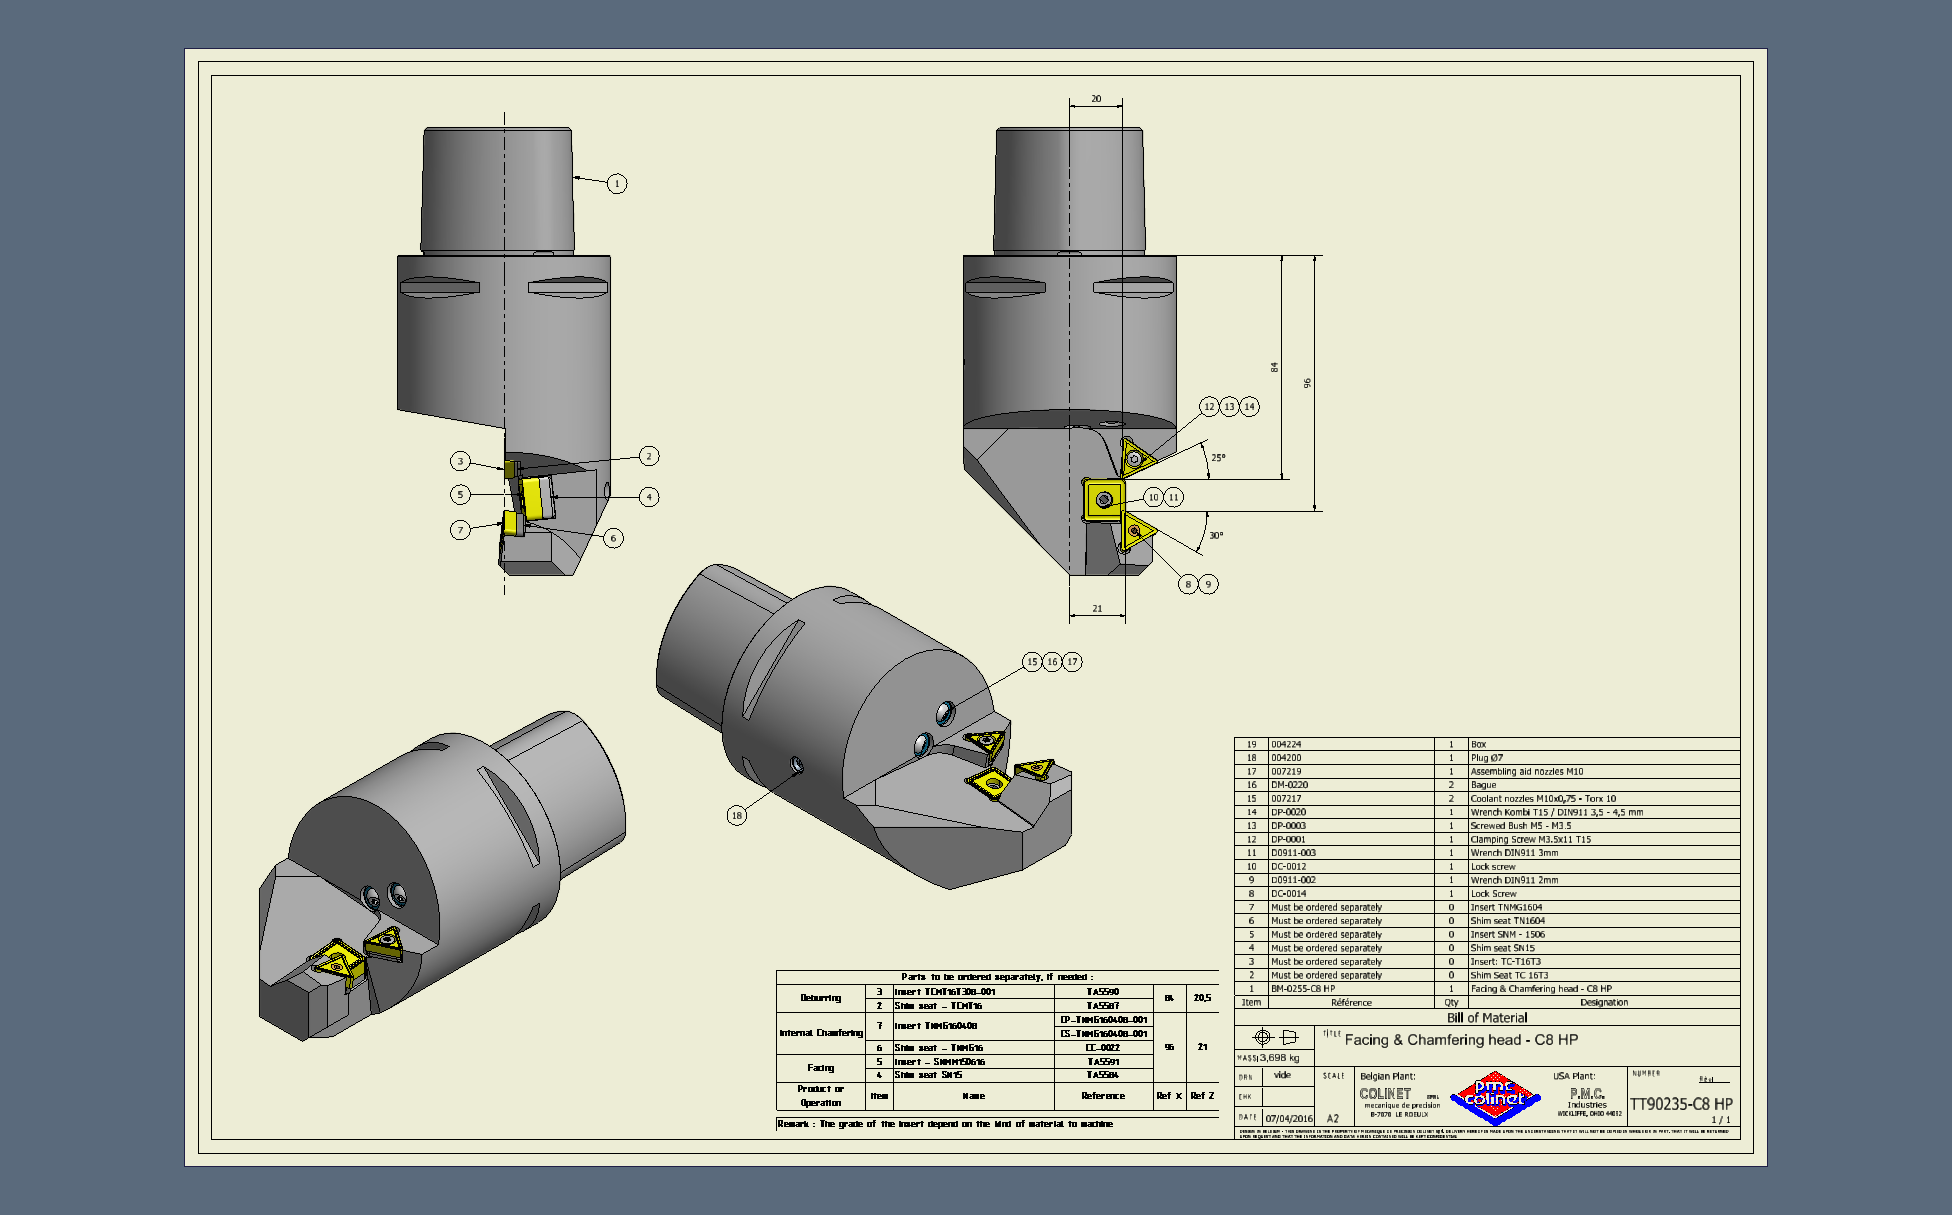 20
1
84
96
12 13 14
3
2
25°
5
4
10 11
7
6
30°
8 9
21
15 16 17
18
19 004224 1 Box
18 004200 1 Plug Ø7
17 007219 1 Assembling aid nozzles M10
16 DM-0220 2 Bague
15 007217 2 Coolant nozzles M10x0,75 - Torx 10
14 DP-0020 1 Wrench Kombi T15 / DIN911 3,5 - 4,5 mm
13 DP-0003 1 Screwed Bush M5 - M3.5
12 DP-0001 1 Clamping Screw M3.5x11 T15
11 D0911-003 1 Wrench DIN911 3mm
10 DC-0012 1 Lock screw
9 D0911-002 1 Wrench DIN911 2mm
8 DC-0014 1 Lock Screw
7 Must be ordered separately 0 Insert TNMG1604
6 Must be ordered separately 0 Shim seat TN1604
5 Must be ordered separately 0 Insert SNM - 1506
4 Must be ordered separately 0 Shim seat SN15
3 Must be ordered separately 0 Insert: TC-T16T3
2 Must be ordered separately 0 Shim Seat TC 16T3
1 BM-0255-C8 HP 1 Facing & Chamfering head - C8 HP
Item Référence Qty Designation
Bill of Material
Parts to be ordered separately, if needed :
Deburring 3 Insert TCMT16T308-001 TA5590 84 20,5
2 Shim seat - TCMT16 TA5587
Internal Chamfering 7 Insert TNMG160408 CP-TNMG160408-001 96 21
CS-TNMG160408-001
6 Shim seat - TNMG16 CC-0022
Facing 5 Insert - SNMM150616 TA5591
4 Shim seat SN15 TA5584
Product or Operation Item Name Reference Ref X Ref Z
Remark : The grade of the insert depend on the kind of material to machine
TITLE Facing & Chamfering head - C8 HP
MASS 3,698 kg
DRN vide
CHK
DATE 07/04/2016
SCALE
A2
Belgian Plant:
COLINET SPRL
mecanique de precision
B-7070 LE ROEULX
pmc
colinet
USA Plant:
P.M.C.
Industries
WICKLIFFE, OHIO 44092
NUMBER
TT90235-C8 HP
1 / 1